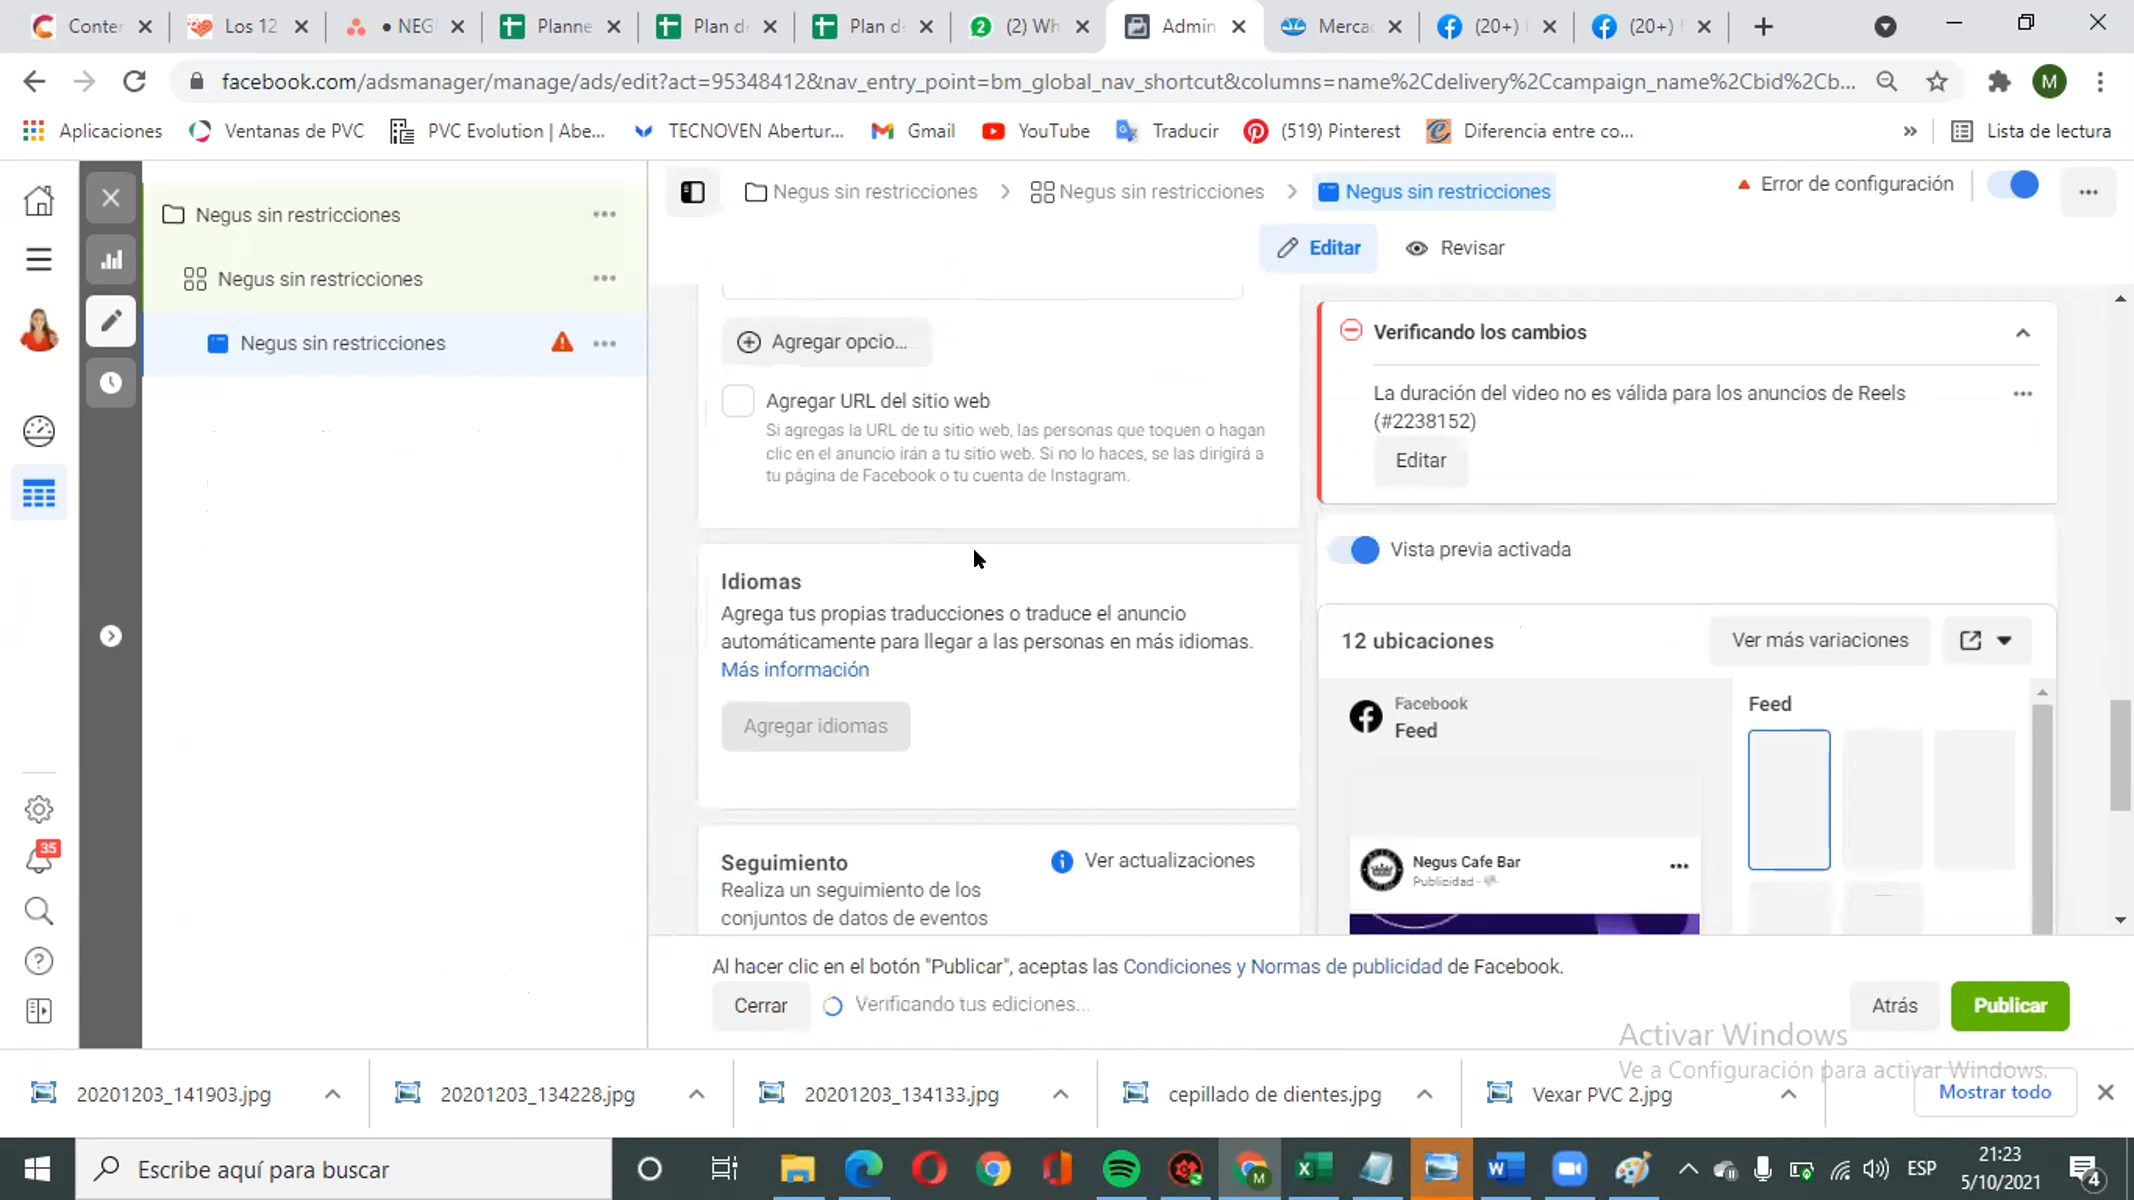 Conter
Los 12
• NEG
Planne
Plan d
Plan d
(2) Wh
Admin
Merca
(20+)
(20+)
facebook.com/adsmanager/manage/ads/edit?act=95348412&nav_entry_point=bm_global_nav_shortcut&columns=name%2Cdelivery%2Ccampaign_name%2Cbid%2Cb...
M
Aplicaciones
Ventanas de PVC
PVC Evolution | Abe...
TECNOVEN Abertur...
Gmail
YouTube
Traducir
(519) Pinterest
Diferencia entre co...
»
Lista de lectura
Negus sin restricciones
Negus sin restricciones
Negus sin restricciones
Negus sin restricciones > Negus sin restricciones > Negus sin restricciones
Error de configuración
Editar
Revisar
Agregar opcio...
Agregar URL del sitio web
Si agregas la URL de tu sitio web, las personas que toquen o hagan
clic en el anuncio irán a tu sitio web. Si no lo haces, se las dirigirá a
tu página de Facebook o tu cuenta de Instagram.
Idiomas
Agrega tus propias traducciones o traduce el anuncio
automáticamente para llegar a las personas en más idiomas.
Más información
Agregar idiomas
Seguimiento
Ver actualizaciones
Realiza un seguimiento de los
conjuntos de datos de eventos
Verificando los cambios
La duración del video no es válida para los anuncios de Reels
(#2238152)
Editar
Vista previa activada
12 ubicaciones
Ver más variaciones
Facebook
Feed
Feed
Negus Cafe Bar
Publicidad ·
35
Al hacer clic en el botón "Publicar", aceptas las Condiciones y Normas de publicidad de Facebook.
Cerrar
Verificando tus ediciones...
Atrás
Publicar
Activar Windows
Ve a Configuración para activar Windows.
20201203_141903.jpg
20201203_134228.jpg
20201203_134133.jpg
cepillado de dientes.jpg
Vexar PVC 2.jpg
Mostrar todo
Escribe aquí para buscar
ESP
21:23
5/10/2021
4